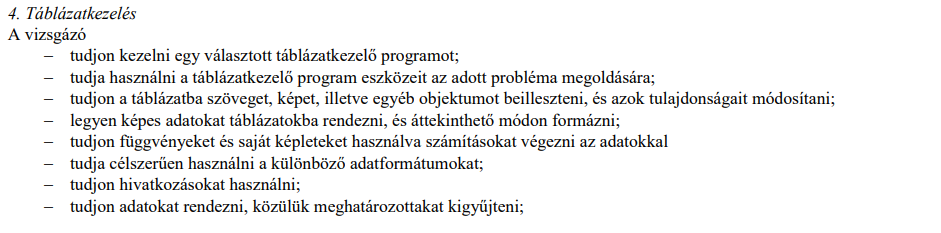 4. Táblázatkezelés
A vizsgázó
– tudjon kezelni egy választott táblázatkezelő programot;
– tudja használni a táblázatkezelő program eszközeit az adott probléma megoldására;
– tudjon a táblázatba szöveget, képet, illetve egyéb objektumot beilleszteni, és azok tulajdonságait módosítani;
– legyen képes adatokat táblázatokba rendezni, és áttekinthető módon formázni;
– tudjon függvényeket és saját képleteket használva számításokat végezni az adatokkal
– tudja célszerűen használni a különböző adatformátumokat;
– tudjon hivatkozásokat használni;
– tudjon adatokat rendezni, közülük meghatározottakat kigyűjteni;